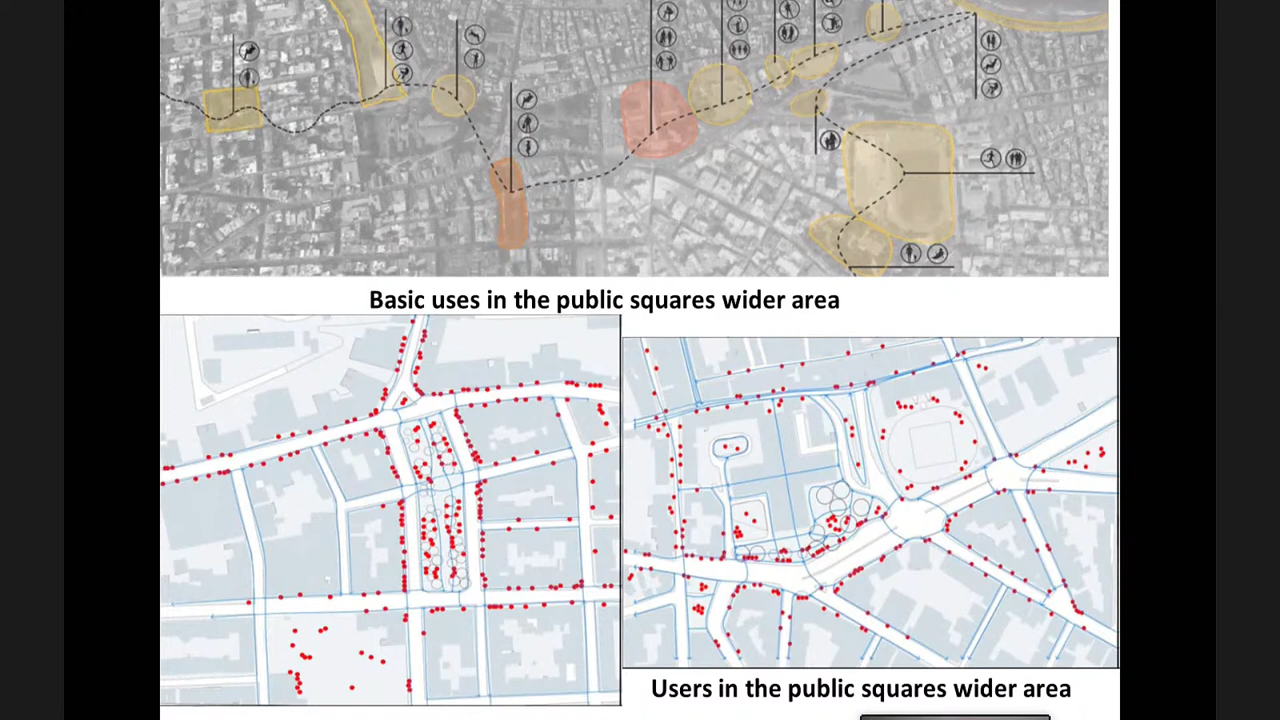 Basic uses in the public squares wider area
Users in the public squares wider area